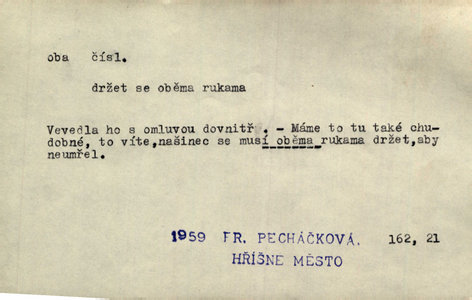 oba čísl.
držet se oběma rukama
Vevedla ho s omluvou dovnitř . - Máme to tu také chu-
dobné, to víte,našinec se musí oběma rukama držet,aby
neumřel.
1959 FR. PECHÁČKOVÁ. 162, 21
HŘÍŠNE MĚSTO